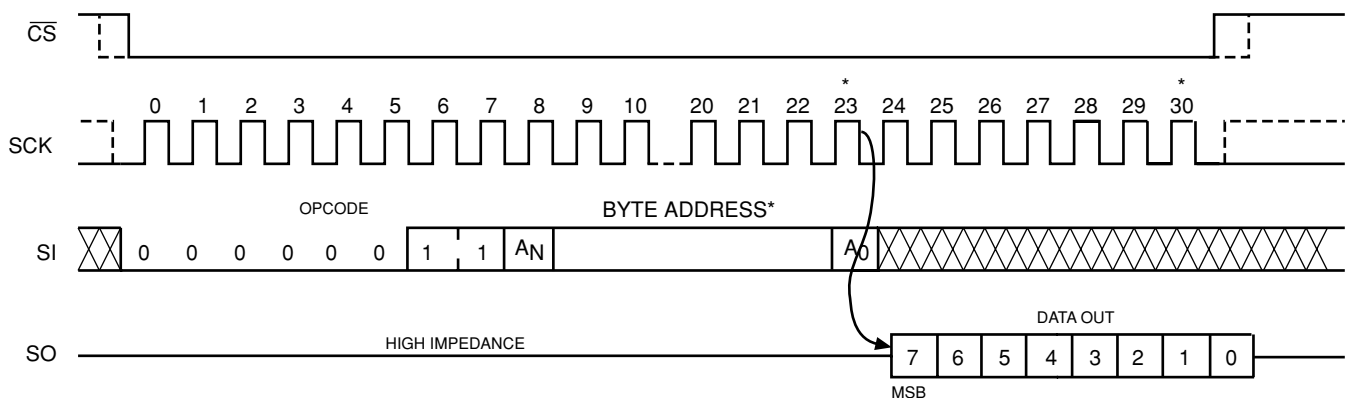 CS
* *
0 1 2 3 4 5 6 7 8 9 10 20 21 22 23 24 25 26 27 28 29 30
SCK
OPCODE BYTE ADDRESS*
SI 0 0 0 0 0 0 1 1 AN A0
DATA OUT
SO HIGH IMPEDANCE 7 6 5 4 3 2 1 0
MSB